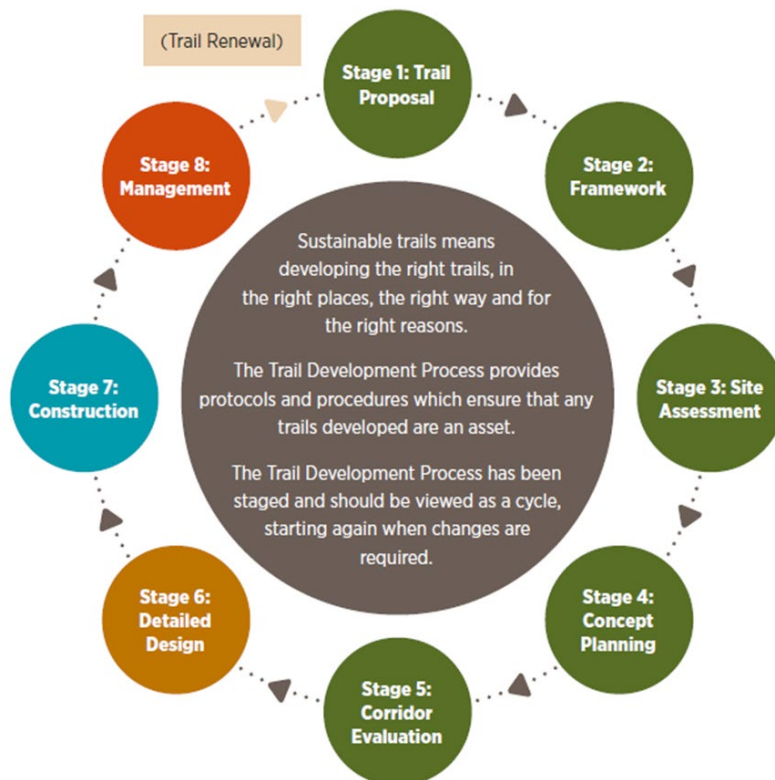 (Trail Renewal)
Stage 1: Trail
Proposal
Stage 2:
Framework
Stage 3: Site
Assessment
Stage 4:
Concept
Planning
Stage 5:
Corridor
Evaluation
Stage 6:
Detailed
Design
Stage 7:
Construction
Stage 8:
Management
Sustainable trails means
developing the right trails, in
the right places, the right way and for
the right reasons.
The Trail Development Process provides
protocols and procedures which ensure that any
trails developed are an asset.
The Trail Development Process has been
staged and should be viewed as a cycle,
starting again when changes are
required.